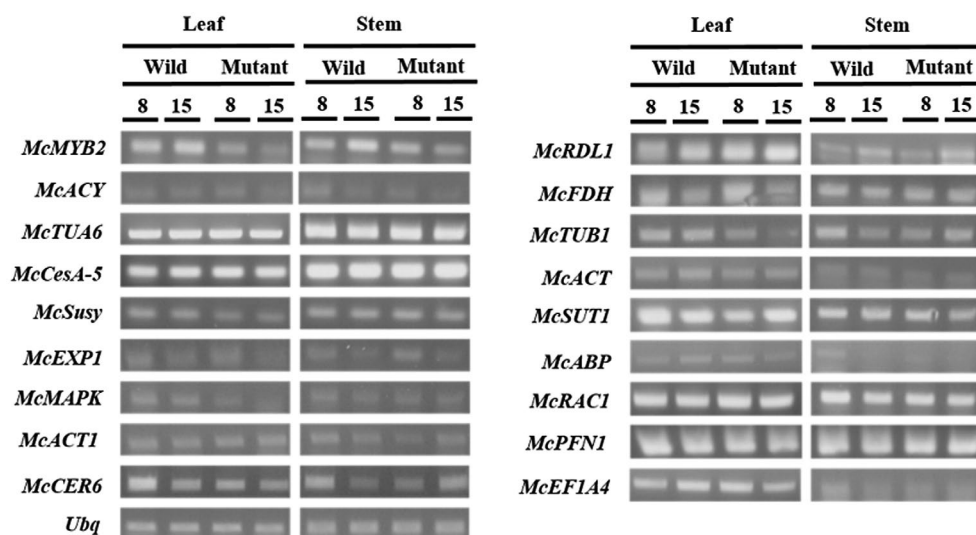 Leaf Stem
Wild Mutant Wild Mutant
8 15 8 15 8 15 8 15
McMYB2
McACY
McTUA6
McCesA-5
McSusy
McEXP1
McMAPK
McACT1
McCER6
Ubq
Leaf Stem
Wild Mutant Wild Mutant
8 15 8 15 8 15 8 15
McRDL1
McFDH
McTUB1
McACT
McSUT1
McABP
McRAC1
McPFN1
McEF1A4